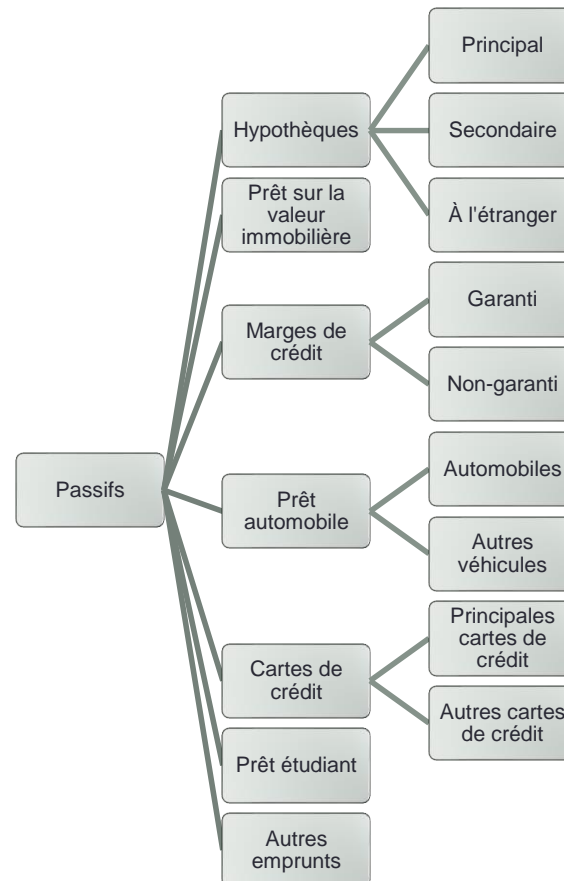 Passifs
Hypothèques
Principal
Secondaire
À l'étranger
Prêt sur la
valeur
immobilière
Marges de
crédit
Garanti
Non-garanti
Prêt
automobile
Automobiles
Autres
véhicules
Cartes de
crédit
Principales
cartes de
crédit
Autres cartes
de crédit
Prêt étudiant
Autres
emprunts